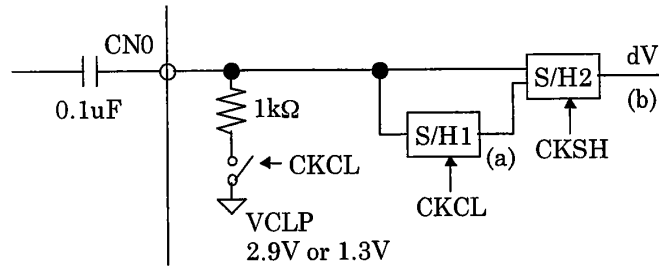 CN0
0.1uF
1kΩ
CKCL
VCLP
2.9V or 1.3V
S/H1
(a)
CKCL
S/H2
CKSH
dV
(b)